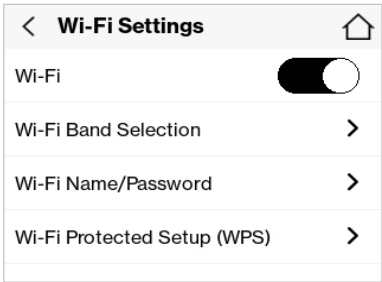 Wi-Fi Settings
Wi-Fi
Wi-Fi Band Selection
Wi-Fi Name/Password
Wi-Fi Protected Setup (WPS)